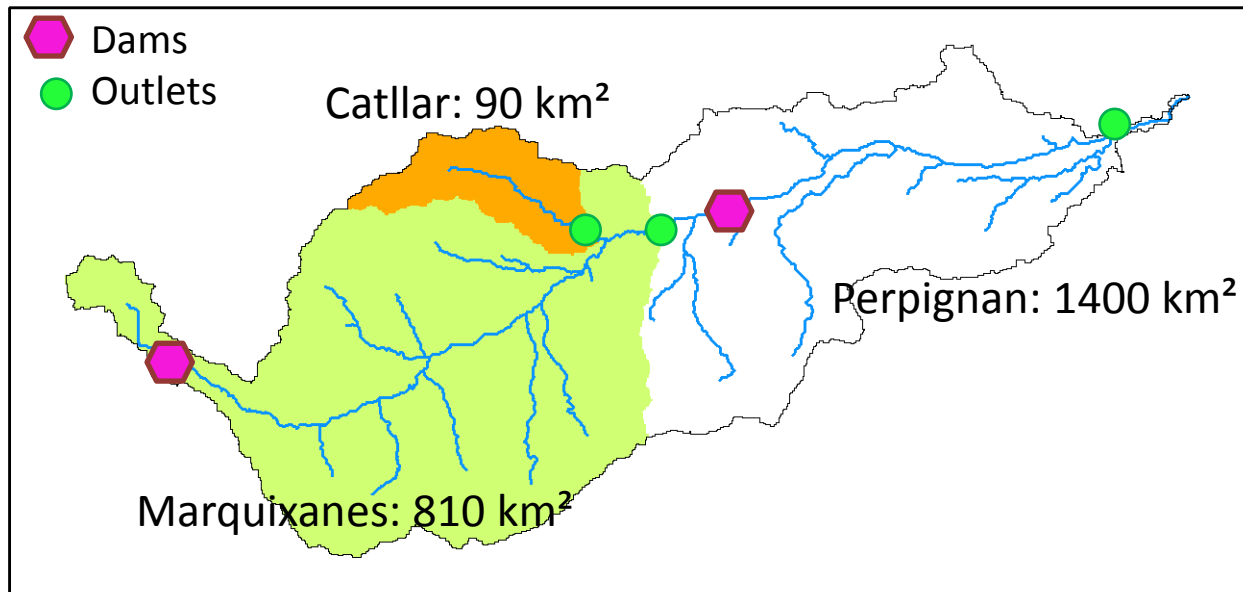 Dams
Outlets
Catllar: 90 km²
Perpignan: 1400 km²
Marquixanes: 810 km²